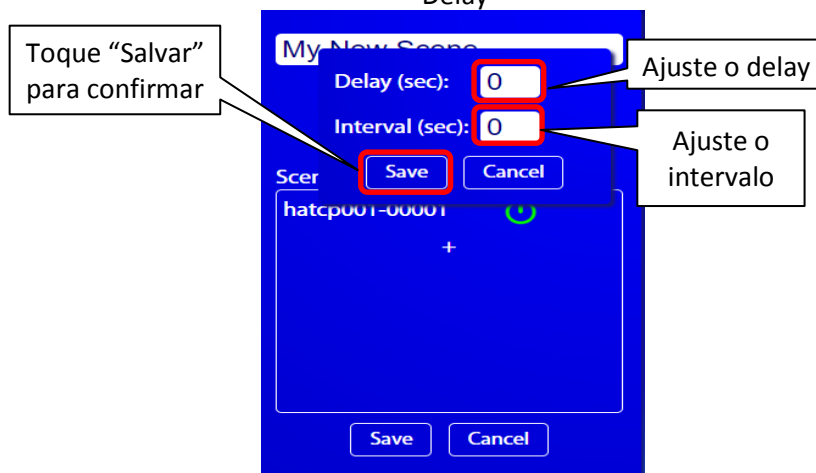 Delay
Toque “Salvar”
para confirmar
My New Scene
Delay (sec): 0
Ajuste o delay
Interval (sec): 0
Ajuste o
intervalo
Save Cancel
Scen
hatcp001-00001
+
Save Cancel